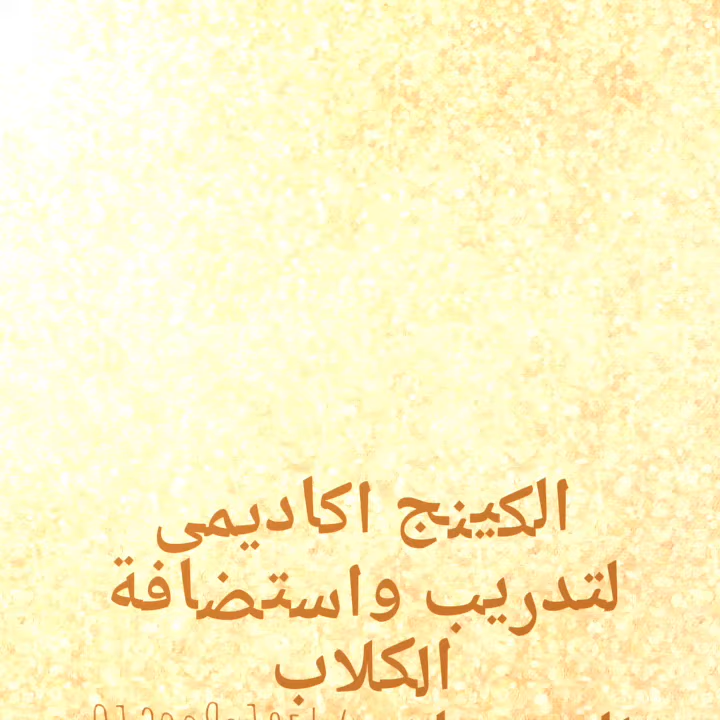 الكينج اكاديمى
لتدريب واستضافة
الكلاب